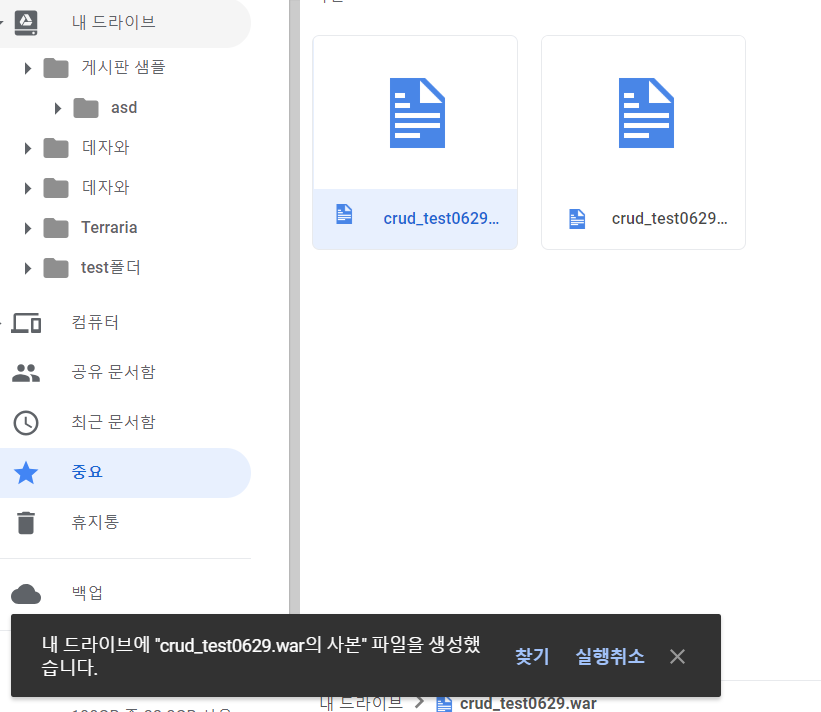 내 드라이브
게시판 샘플
asd
데자와
데자와
Terraria
test폴더
컴퓨터
공유 문서함
최근 문서함
중요
휴지통
백업
crud_test0629...
crud_test0629...
내 드라이브에 "crud_test0629.war의 사본" 파일을 생성했
습니다.
찾기 실행취소
내 드라이브 > crud_test0629.war